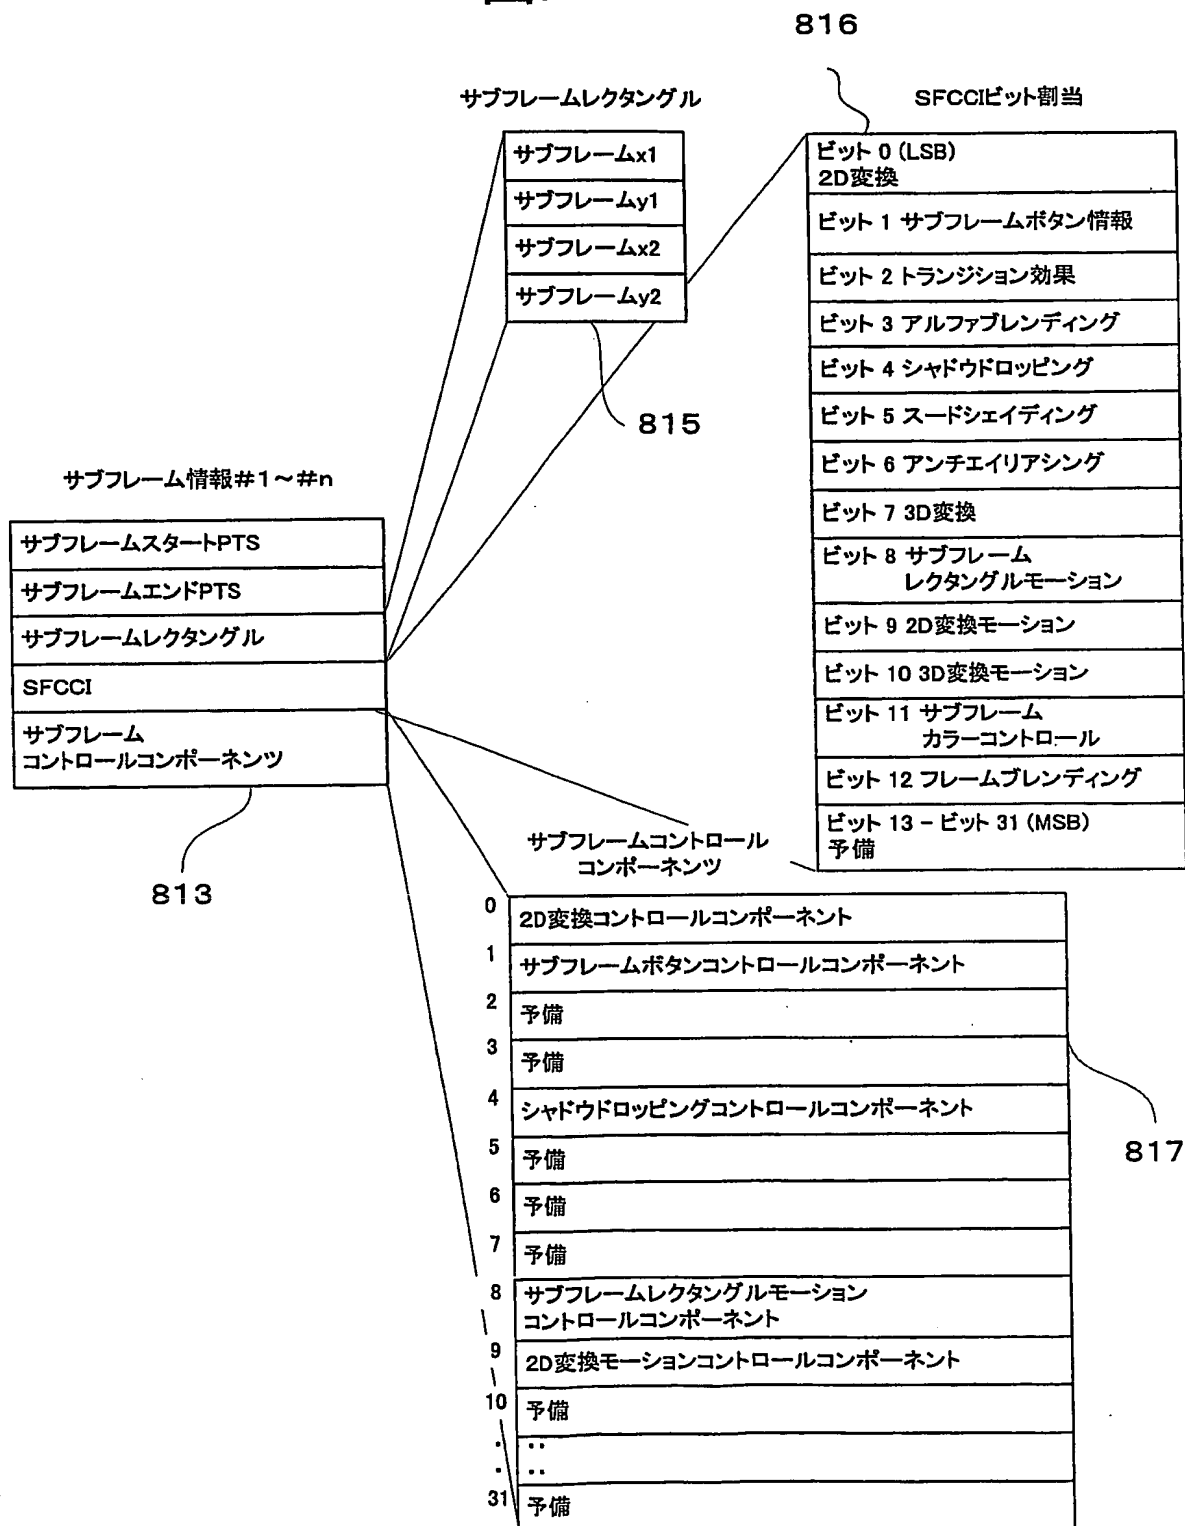 816
サブフレームレクタングル
サブフレームx1
サブフレームy1
サブフレームx2
サブフレームy2
815
SFCCIビット割当
ビット 0 (LSB)
2D変換
ビット 1 サブフレームボタン情報
ビット 2 トランジション効果
ビット 3 アルファブレンディング
ビット 4 シャドウドロッピング
ビット 5 スードシェイディング
ビット 6 アンチエイリアシング
ビット 7 3D変換
ビット 8 サブフレーム
レクタングルモーション
ビット 9 2D変換モーション
ビット 10 3D変換モーション
ビット 11 サブフレーム
カラーコントロール
ビット 12 フレームブレンディング
ビット 13 - ビット 31 (MSB)
予備
サブフレーム情報#1~#n
サブフレームスタートPTS
サブフレームエンドPTS
サブフレームレクタングル
SFCCI
サブフレーム
コントロールコンポーネンツ
813
サブフレームコントロール
コンポーネンツ
0 2D変換コントロールコンポーネント
1 サブフレームボタンコントロールコンポーネント
2 予備
3 予備
4 シャドウドロッピングコントロールコンポーネント
5 予備
6 予備
7 予備
8 サブフレームレクタングルモーション
コントロールコンポーネント
9 2D変換モーションコントロールコンポーネント
10 予備
. ..
. ..
31 予備
817